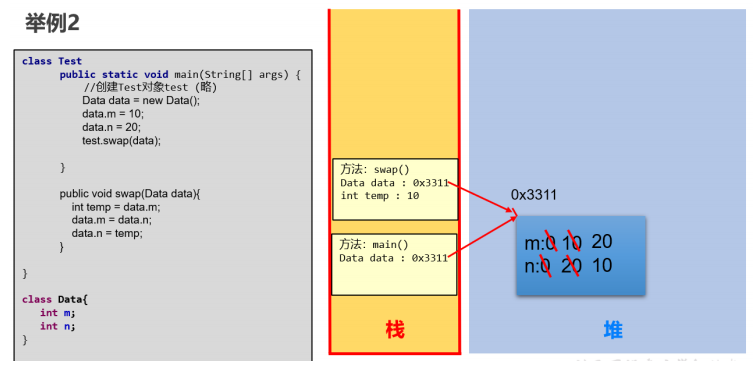 举例2
class Test
public static void main(String[] args) {
//创建Test对象test (略)
Data data = new Data();
data.m = 10;
data.n = 20;
test.swap(data);
}
public void swap(Data data){
int temp = data.m;
data.m = data.n;
data.n = temp;
}
}
class Data{
int m;
int n;
}
方法: swap()
Data data : 0x3311
int temp : 10
方法: main()
Data data : 0x3311
栈
0x3311
m:0 10 20
n:0 20 10
堆